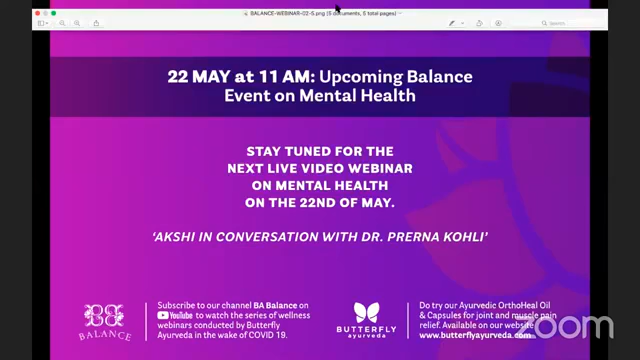 BALANCE-WEBINAR-02-5.png (5 documents, 5 total pages)
Search
22 MAY at 11 AM: Upcoming Balance
Event on Mental Health
STAY TUNED FOR THE
NEXT LIVE VIDEO WEBINAR
ON MENTAL HEALTH
ON THE 22ND OF MAY.
‘AKSHI IN CONVERSATION WITH DR. PRERNA KOHLI’
BALANCE
Subscribe to our channel BA Balance on
YouTube to watch the series of wellness
webinars conducted by Butterfly
Ayurveda in the wake of COVID 19.
BUTTERFLY
ayurveda
Do try our Ayurvedic OrthoHeal Oil
& Capsules for joint and muscle pain
relief. Available on our website
www.butterflyayurveda.com
zoom